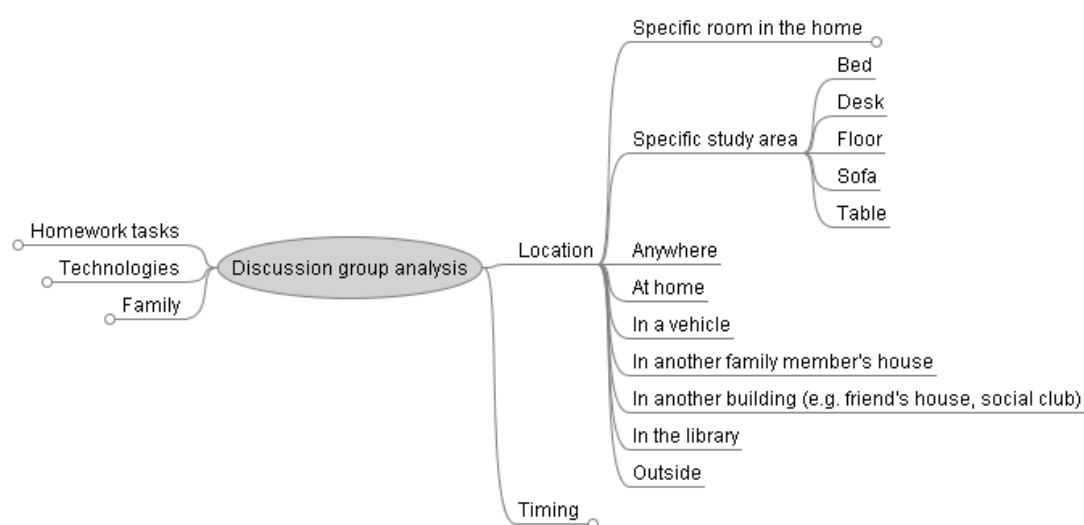 Discussion group analysis
Homework tasks
Technologies
Family
Location
Specific room in the home
Specific study area
Bed
Desk
Floor
Sofa
Table
Anywhere
At home
In a vehicle
In another family member's house
In another building (e.g. friend's house, social club)
In the library
Outside
Timing